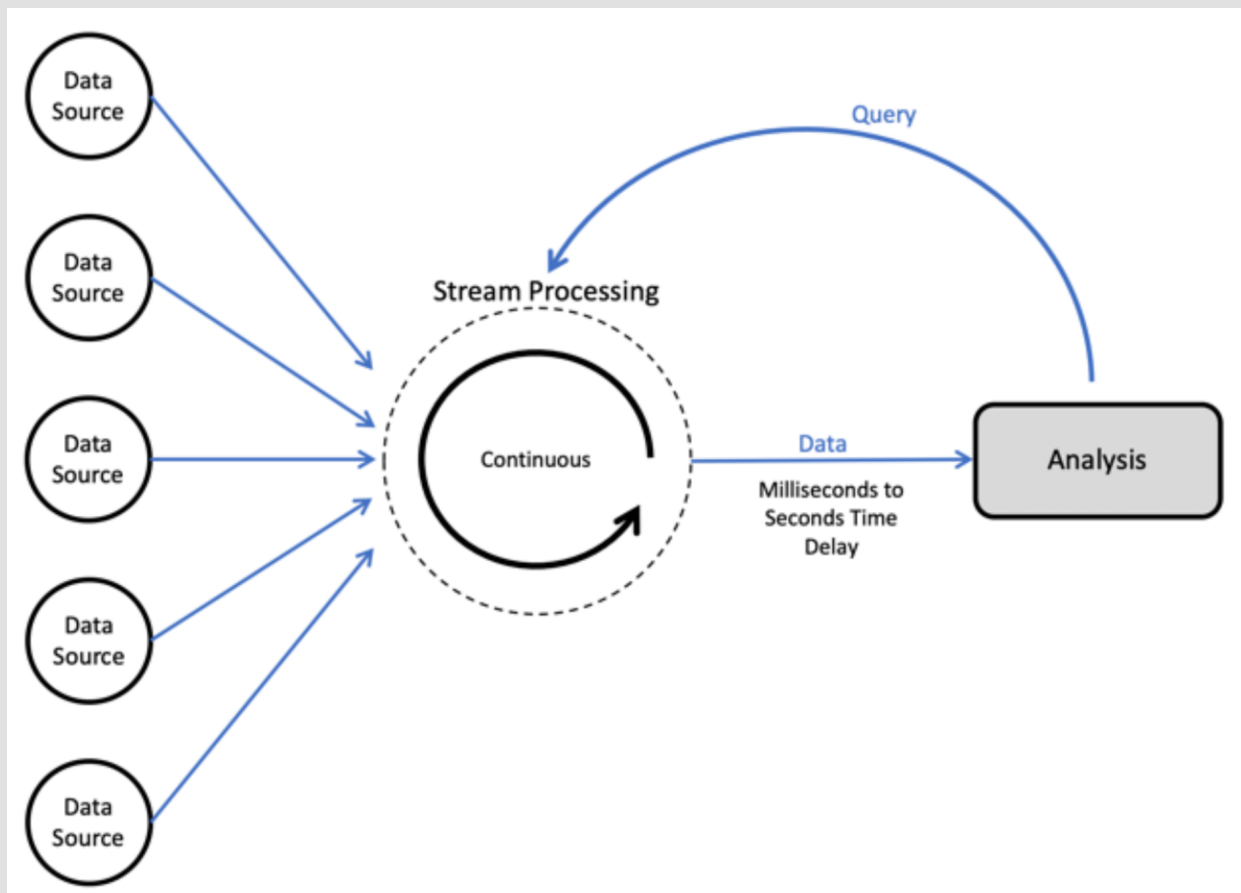 Data
Source
Data
Source
Data
Source
Data
Source
Data
Source
Query
Stream Processing
Continuous
Data
Milliseconds to
Seconds Time
Delay
Analysis